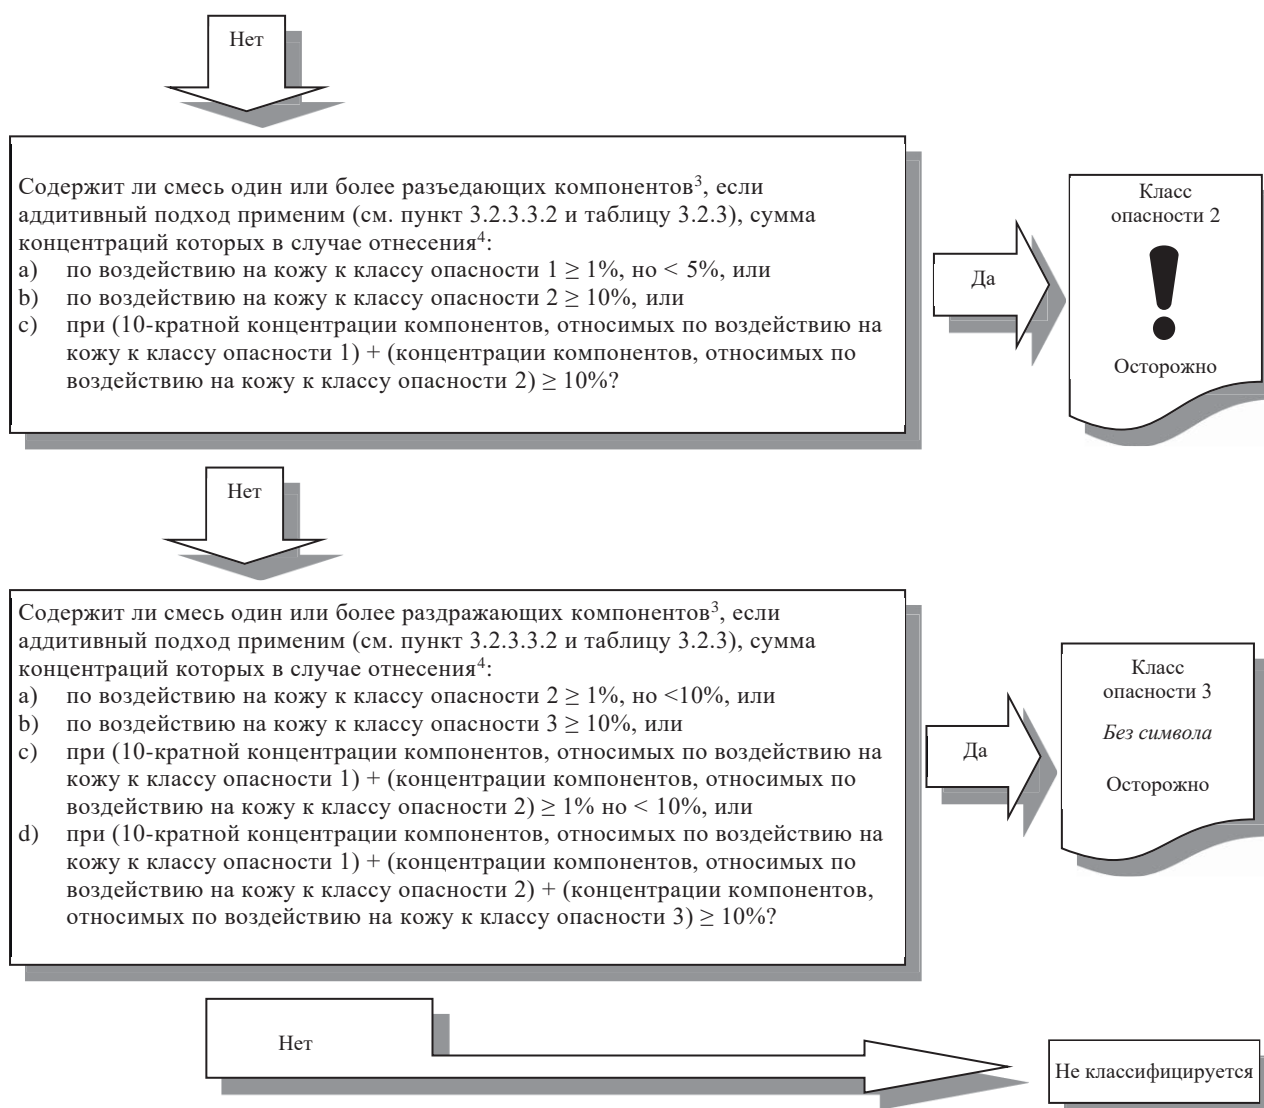 Нет
Содержит ли смесь один или более разъедающих компонентов³, если
аддитивный подход применим (см. пункт 3.2.3.3.2 и таблицу 3.2.3), сумма
концентраций которых в случае отнесения⁴:
a) по воздействию на кожу к классу опасности 1 ≥ 1%, но < 5%, или
b) по воздействию на кожу к классу опасности 2 ≥ 10%, или
c) при (10-кратной концентрации компонентов, относимых по воздействию на
кожу к классу опасности 1) + (концентрации компонентов, относимых по
воздействию на кожу к классу опасности 2) ≥ 10%?
Да
Класс
опасности 2
Осторожно
Нет
Содержит ли смесь один или более раздражающих компонентов³, если
аддитивный подход применим (см. пункт 3.2.3.3.2 и таблицу 3.2.3), сумма
концентраций которых в случае отнесения⁴:
a) по воздействию на кожу к классу опасности 2 ≥ 1%, но <10%, или
b) по воздействию на кожу к классу опасности 3 ≥ 10%, или
c) при (10-кратной концентрации компонентов, относимых по воздействию на
кожу к классу опасности 1) + (концентрации компонентов, относимых по
воздействию на кожу к классу опасности 2) ≥ 1% но < 10%, или
d) при (10-кратной концентрации компонентов, относимых по воздействию на
кожу к классу опасности 1) + (концентрации компонентов, относимых по
воздействию на кожу к классу опасности 2) + (концентрации компонентов,
относимых по воздействию на кожу к классу опасности 3) ≥ 10%?
Да
Класс
опасности 3
Без символа
Осторожно
Нет
Не классифицируется